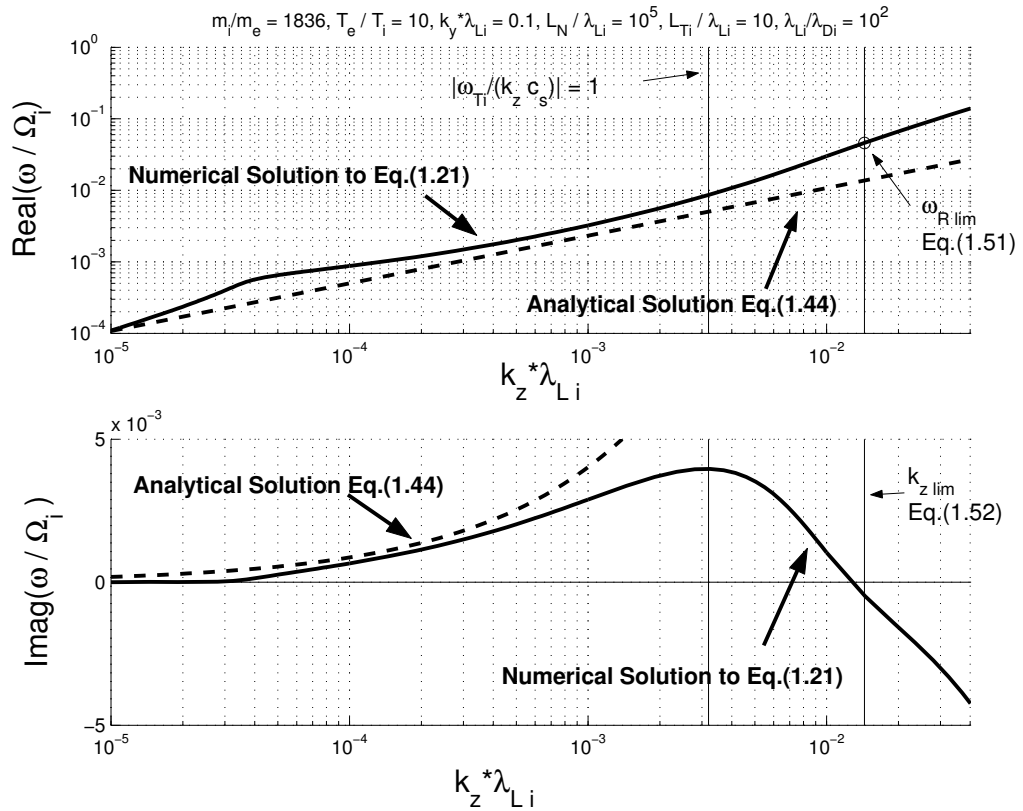 m_i/m_e = 1836, T_e / T_i = 10, k_y*λ_Li = 0.1, L_N / λ_Li = 10^5, L_Ti / λ_Li = 10, λ_Li/λ_Di = 10^2
10^0
10^−1
10^−2
10^−3
10^−4
Real(ω / Ω_i)
|ω_Ti/(k_z c_s)| = 1
Numerical Solution to Eq.(1.21)
ω_R lim
Eq.(1.51)
Analytical Solution Eq.(1.44)
10^−5
10^−4
10^−3
10^−2
k_z*λ_L i
x 10^−3
5
0
−5
Imag(ω / Ω_i)
Analytical Solution Eq.(1.44)
k_z lim
Eq.(1.52)
Numerical Solution to Eq.(1.21)
10^−5
10^−4
10^−3
10^−2
k_z*λ_L i